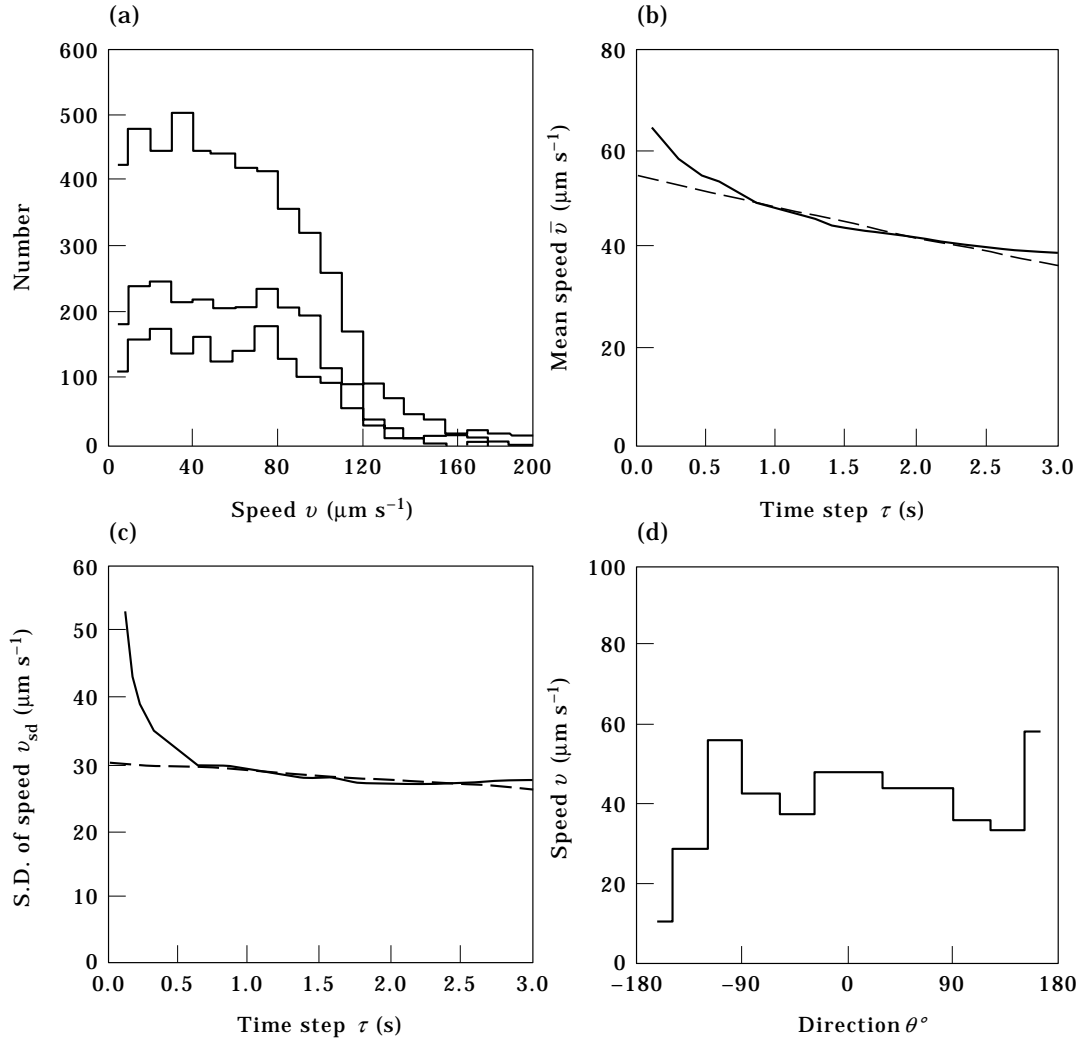 (a)
600
500
400
300
200
100
0
Number
0 40 80 120 160 200
Speed υ (μm s⁻¹)
(b)
80
60
40
20
0
Mean speed ῡ (μm s⁻¹)
0.0 0.5 1.0 1.5 2.0 2.5 3.0
Time step τ (s)
(c)
60
50
40
30
20
10
0
S.D. of speed υsd (μm s⁻¹)
0.0 0.5 1.0 1.5 2.0 2.5 3.0
Time step τ (s)
(d)
100
80
60
40
20
0
Speed υ (μm s⁻¹)
−180 −90 0 90 180
Direction θ°